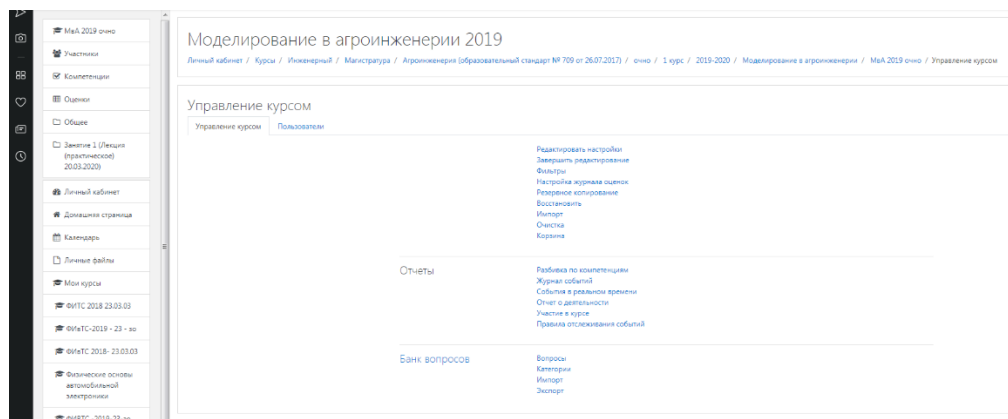 МвА 2019 очно
Участники
Компетенции
Оценки
Общее
Занятие 1 (Лекция
(практическое)
20.03.2020)
Личный кабинет
Домашняя страница
Календарь
Личные файлы
Мои курсы
ФИТС 2018 23.03.03
ФИвТС-2019 - 23 - зо
ФИвТС 2018- 23.03.03
Физические основы
автомобильной
электроники
Моделирование в агроинженерии 2019
Личный кабинет / Курсы / Инженерный / Магистратура / Агроинженерия (образовательный стандарт № 709 от 26.07.2017) / очно / 1 курс / 2019-2020 / Моделирование в агроинженерии / МвА 2019 очно / Управление курсом
Управление курсом
Управление курсом Пользователи
Редактировать настройки
Завершить редактирование
Фильтры
Настройка журнала оценок
Резервное копирование
Восстановить
Импорт
Очистка
Корзина
Отчеты
Разбивка по компетенциям
Журнал событий
События в реальном времени
Отчет о деятельности
Участие в курсе
Правила отслеживания событий
Банк вопросов
Вопросы
Категории
Импорт
Экспорт